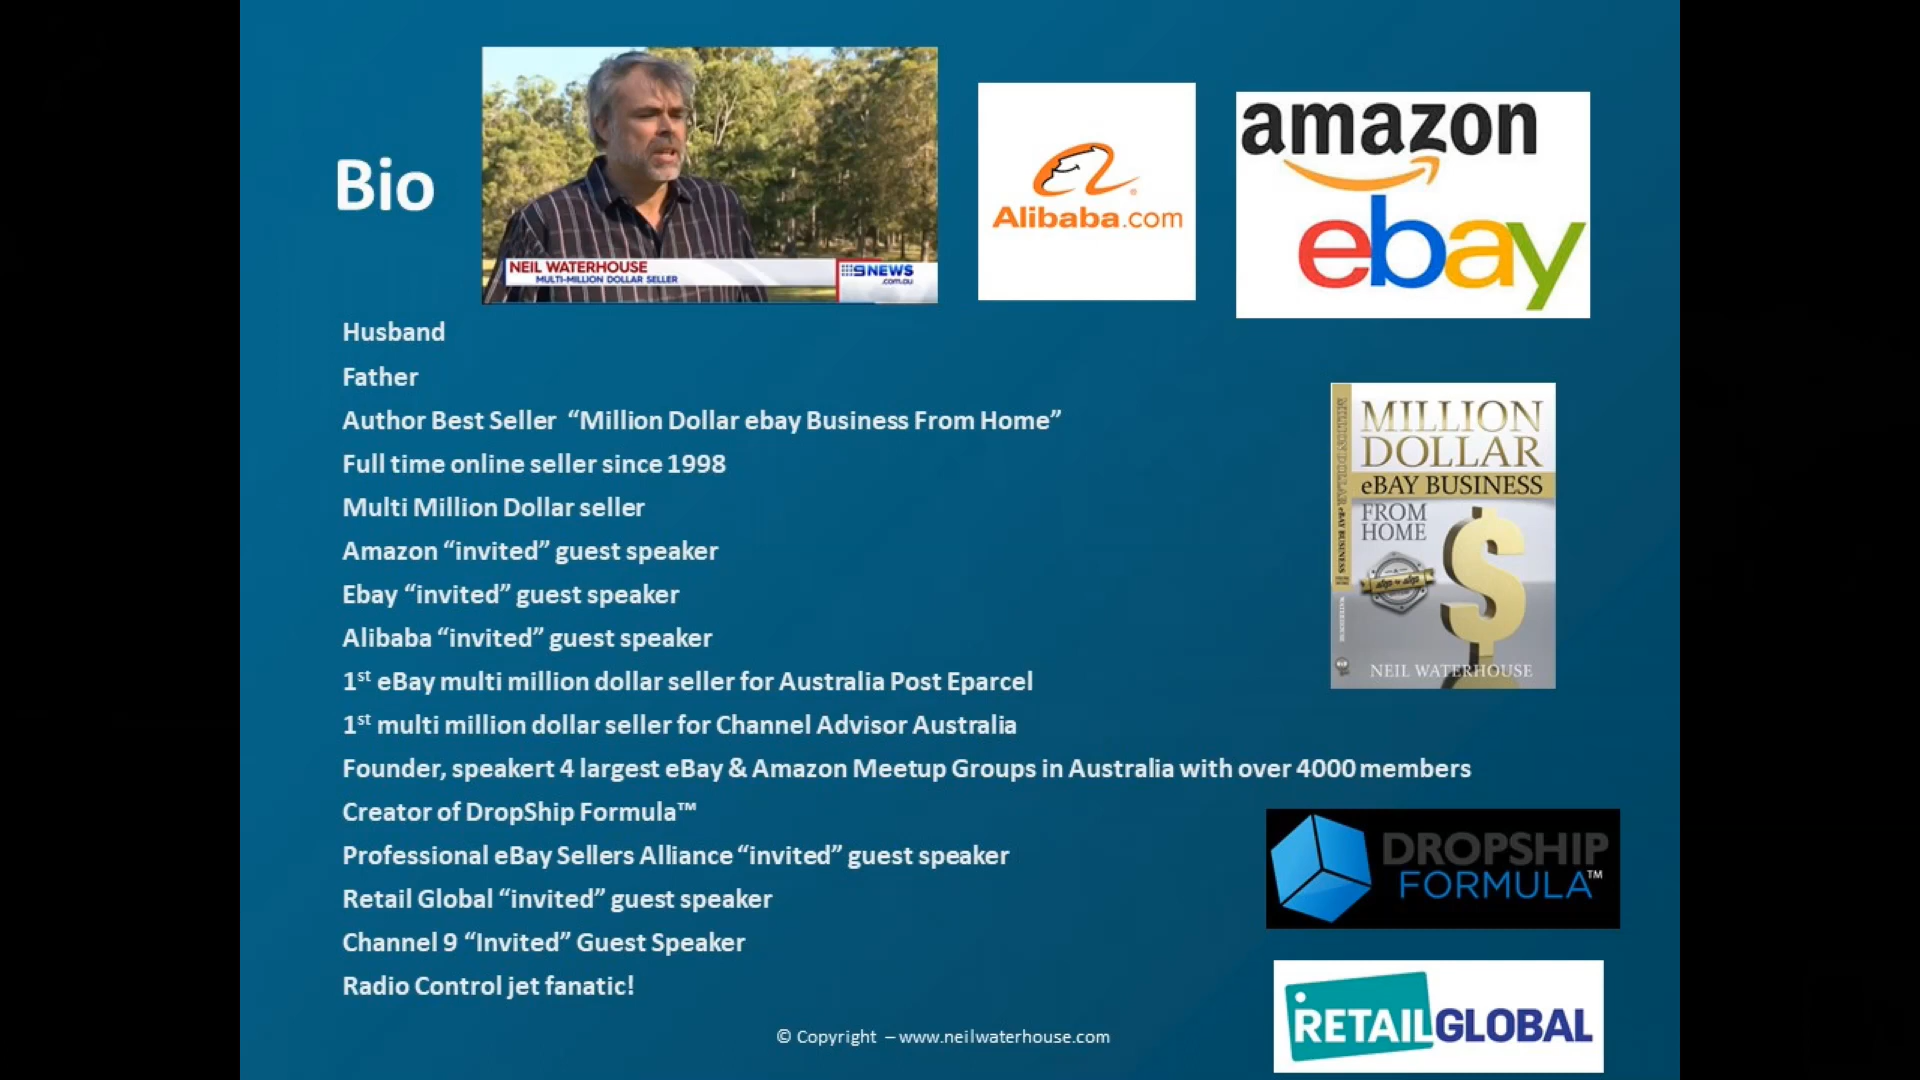 Bio
NEIL WATERHOUSE
MULTI-MILLION DOLLAR SELLER
9NEWS
.com.au
Alibaba.com
amazon
ebay
Husband
Father
Author Best Seller “Million Dollar ebay Business From Home”
Full time online seller since 1998
Multi Million Dollar seller
Amazon “invited” guest speaker
Ebay “invited” guest speaker
Alibaba “invited” guest speaker
1st eBay multi million dollar seller for Australia Post Eparcel
1st multi million dollar seller for Channel Advisor Australia
Founder, speakert 4 largest eBay & Amazon Meetup Groups in Australia with over 4000 members
Creator of DropShip Formula™
Professional eBay Sellers Alliance “invited” guest speaker
Retail Global “invited” guest speaker
Channel 9 “Invited” Guest Speaker
Radio Control jet fanatic!
MILLION
DOLLAR
eBAY BUSINESS
FROM
HOME
NEIL WATERHOUSE
DROPSHIP
FORMULA™
RETAILGLOBAL
© Copyright – www.neilwaterhouse.com